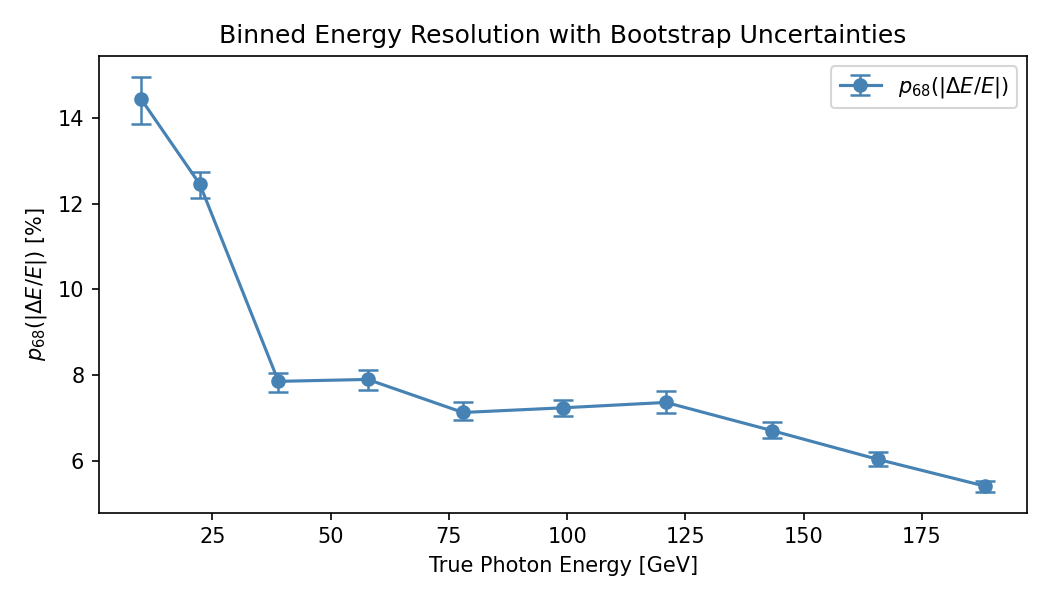 Binned Energy Resolution with Bootstrap Uncertainties
p₆₈(|ΔE/E|)
p₆₈(|ΔE/E|) [%]
14
12
10
8
6
25 50 75 100 125 150 175
True Photon Energy [GeV]